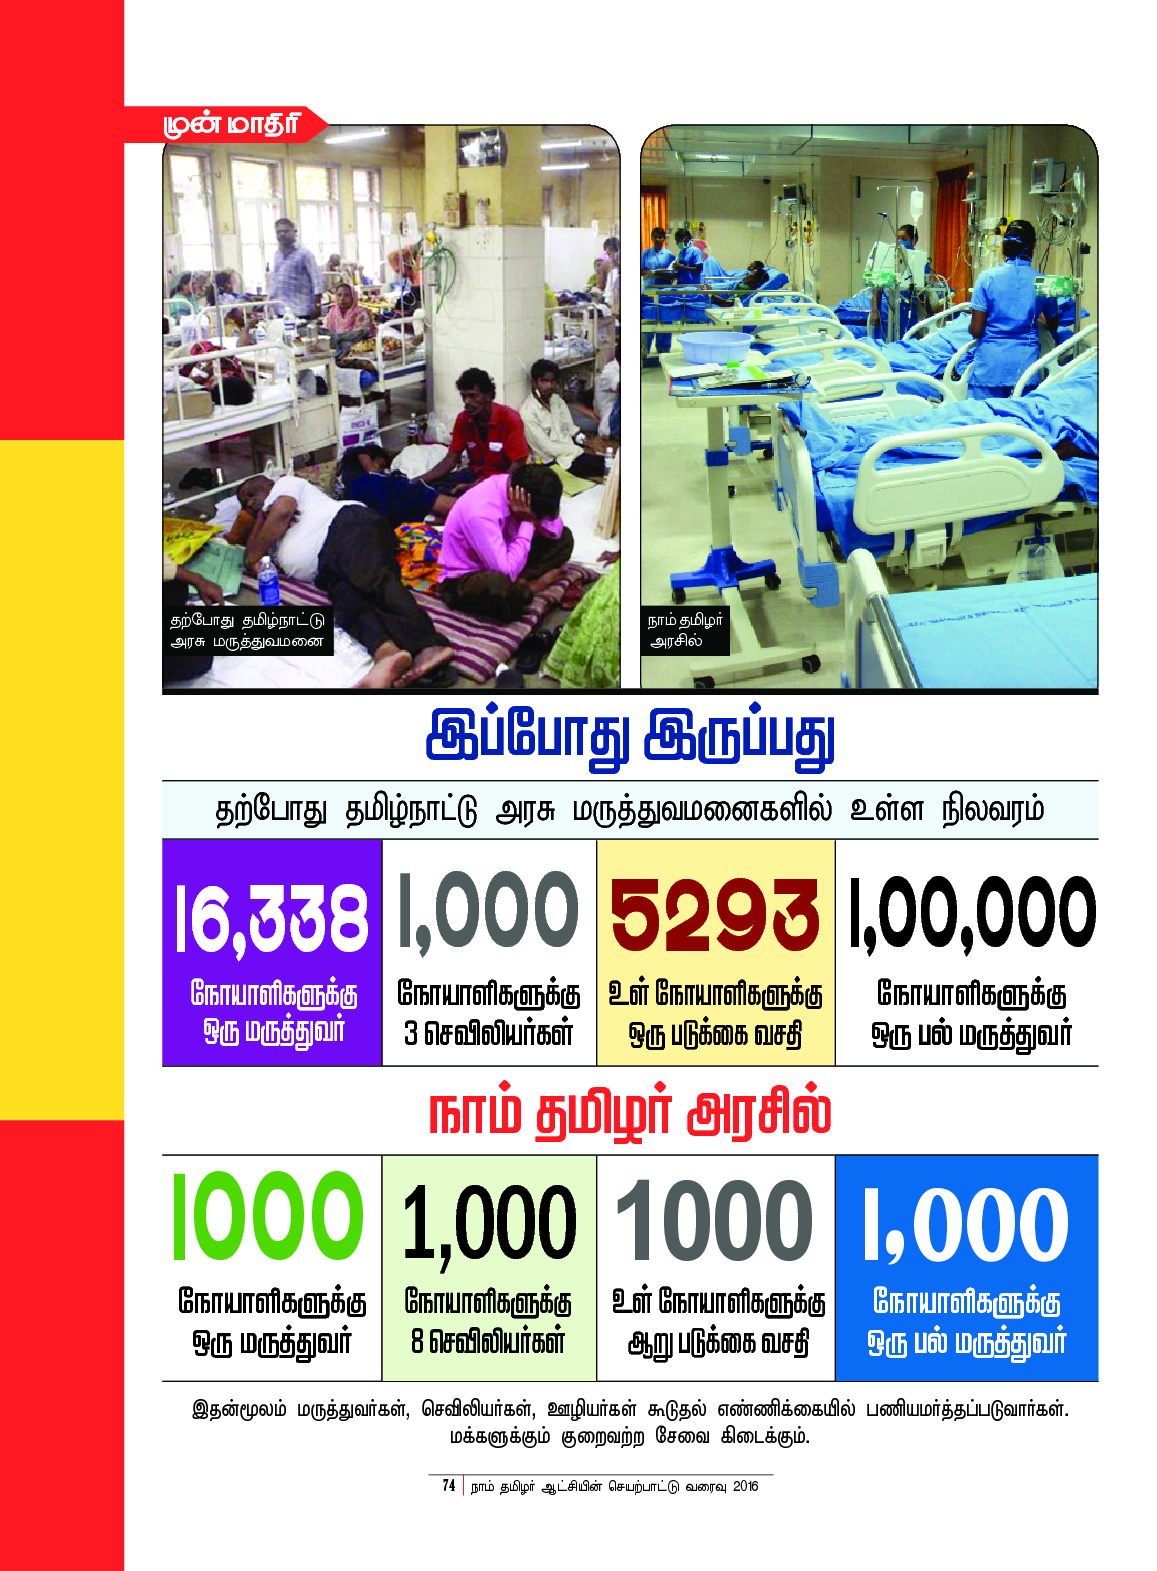 முன் மாதிரி
தற்போது தமிழ்நாட்டு
அரசு மருத்துவமனை
நாம் தமிழர்
அரசில்
இப்போது இருப்பது
தற்போது தமிழ்நாட்டு அரசு மருத்துவமனைகளில் உள்ள நிலவரம்
16,338
நோயாளிகளுக்கு
ஒரு மருத்துவர்
1,000
நோயாளிகளுக்கு
3 செவிலியர்கள்
5293
உள் நோயாளிகளுக்கு
ஒரு படுக்கை வசதி
1,00,000
நோயாளிகளுக்கு
ஒரு பல் மருத்துவர்
நாம் தமிழர் அரசில்
1000
நோயாளிகளுக்கு
ஒரு மருத்துவர்
1,000
நோயாளிகளுக்கு
8 செவிலியர்கள்
1000
உள் நோயாளிகளுக்கு
ஆறு படுக்கை வசதி
1,000
நோயாளிகளுக்கு
ஒரு பல் மருத்துவர்
இதன்மூலம் மருத்துவர்கள், செவிலியர்கள், ஊழியர்கள் கூடுதல் எண்ணிக்கையில் பணியமர்த்தப்படுவார்கள்.
மக்களுக்கும் குறைவற்ற சேவை கிடைக்கும்.
74 நாம் தமிழர் ஆட்சியின் செயற்பாட்டு வரைவு 2016